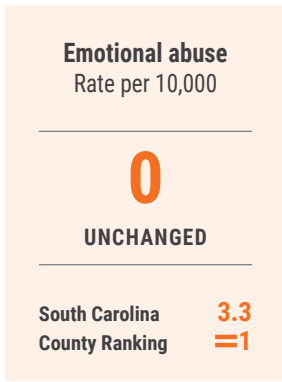 Emotional abuse
Rate per 10,000
0
UNCHANGED
South Carolina 3.3
County Ranking =1